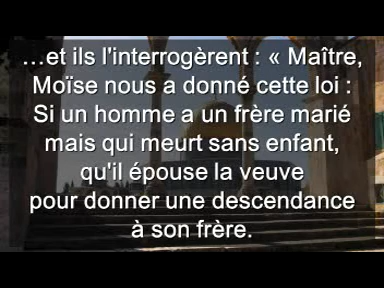 …et ils l'interrogèrent : « Maître,
Moïse nous a donné cette loi :
Si un homme a un frère marié
mais qui meurt sans enfant,
qu'il épouse la veuve
pour donner une descendance
à son frère.